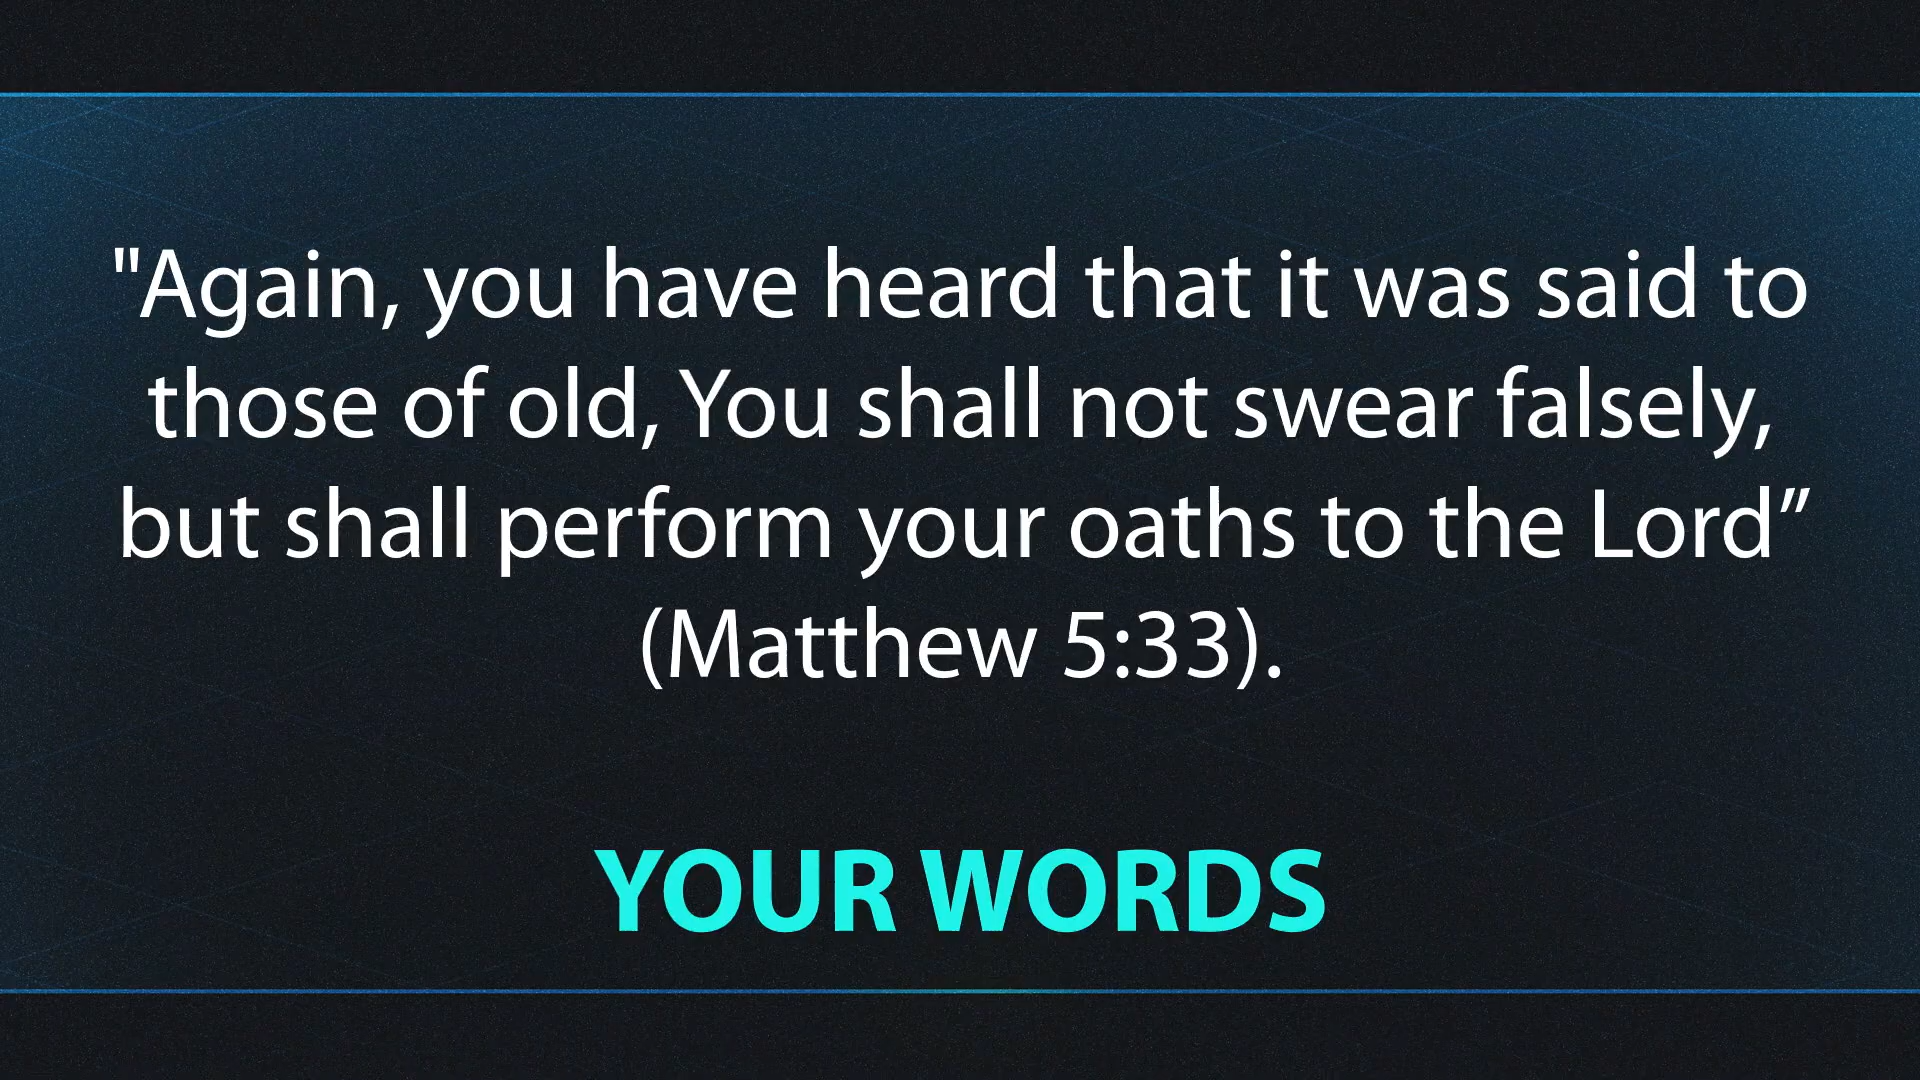 "Again, you have heard that it was said to
those of old, You shall not swear falsely,
but shall perform your oaths to the Lord”
(Matthew 5:33).
YOUR WORDS